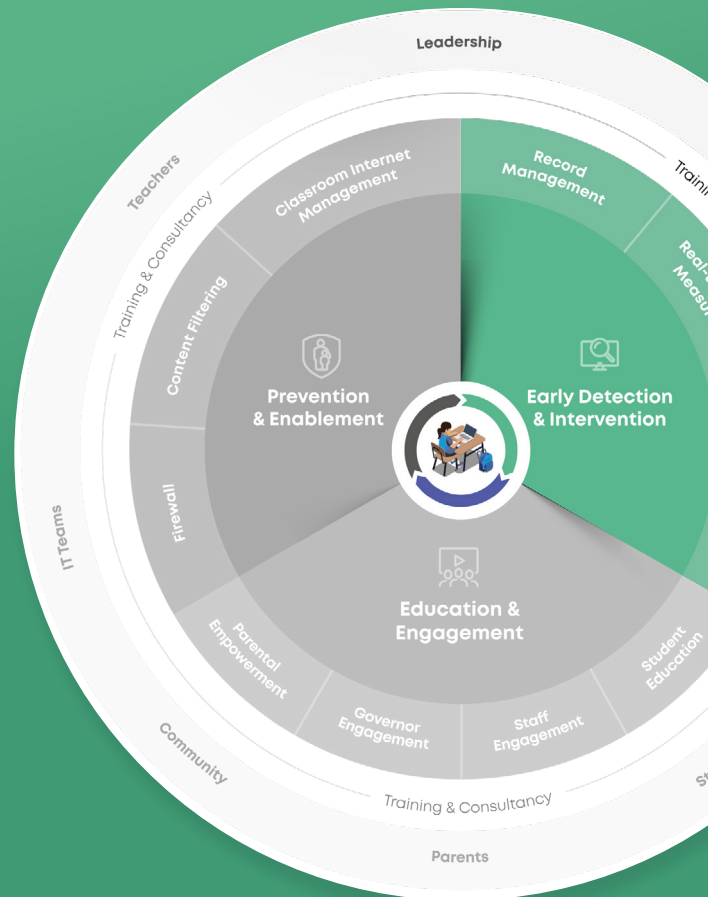 Leadership
Teachers
Training & Consultancy
Classroom Internet
Management
Record
Management
Content Filtering
Prevention
& Enablement
Early Detection
& Intervention
Firewall
IT Teams
Education &
Engagement
Parental
Empowerment
Governor
Engagement
Staff
Engagement
Student
Education
Community
Training & Consultancy
Parents